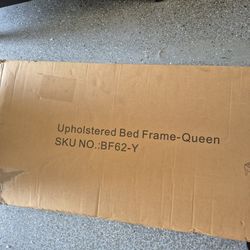 Upholstered Bed Frame-Queen
SKU NO.:BF62-Y